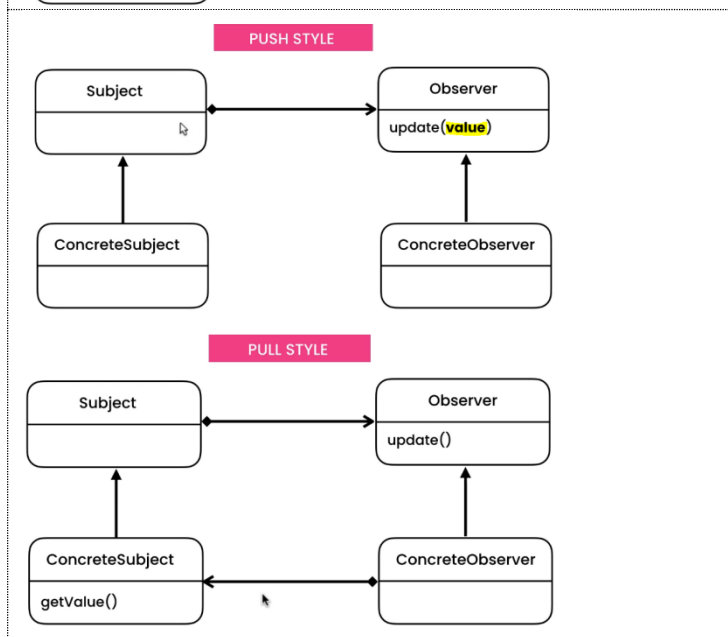 PUSH STYLE
Subject
Observer
update(value)
ConcreteSubject
ConcreteObserver
PULL STYLE
Subject
Observer
update()
ConcreteSubject
ConcreteObserver
getValue()